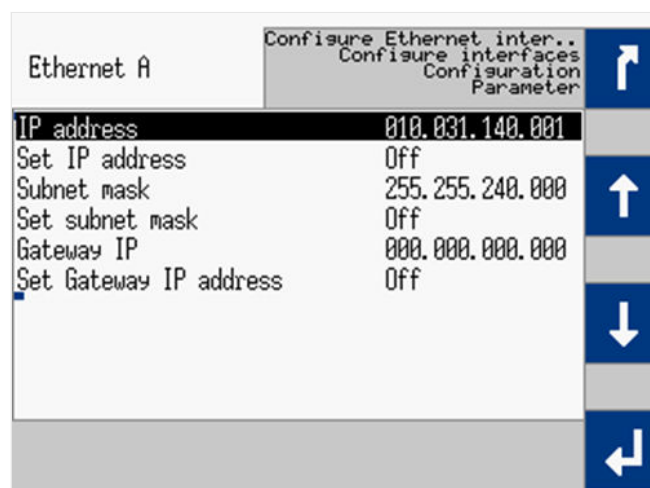 Ethernet A
Configure Ethernet inter..
Configure interfaces
Configuration
Parameter
IP address 010.031.140.001
Set IP address Off
Subnet mask 255.255.240.000
Set subnet mask Off
Gateway IP 000.000.000.000
Set Gateway IP address Off